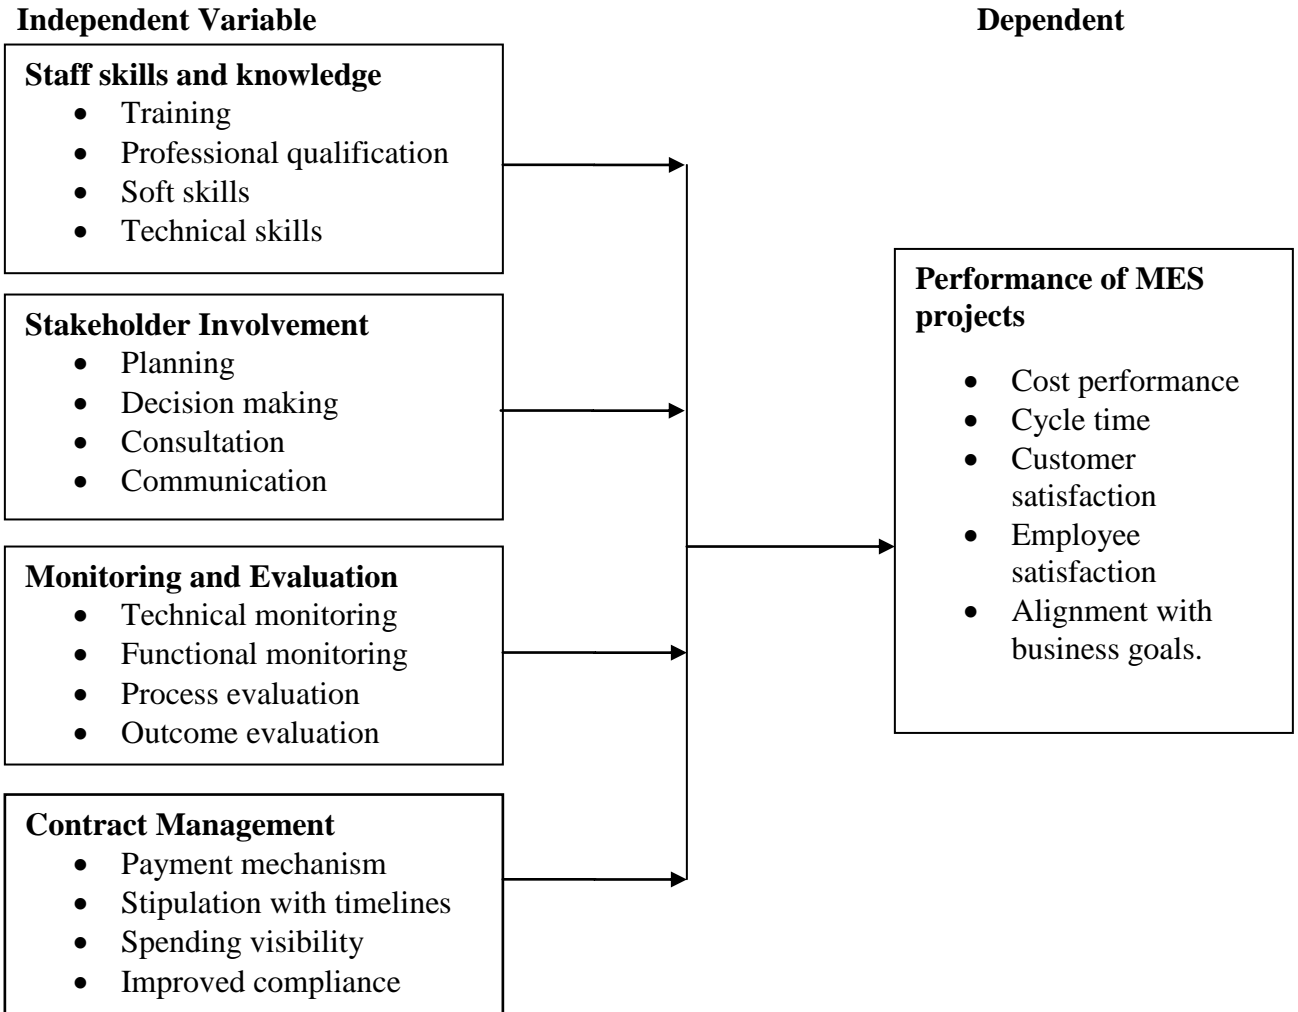 Independent Variable
Dependent
Staff skills and knowledge
• Training
• Professional qualification
• Soft skills
• Technical skills
Stakeholder Involvement
• Planning
• Decision making
• Consultation
• Communication
Monitoring and Evaluation
• Technical monitoring
• Functional monitoring
• Process evaluation
• Outcome evaluation
Contract Management
• Payment mechanism
• Stipulation with timelines
• Spending visibility
• Improved compliance
Performance of MES
projects
• Cost performance
• Cycle time
• Customer
satisfaction
• Employee
satisfaction
• Alignment with
business goals.